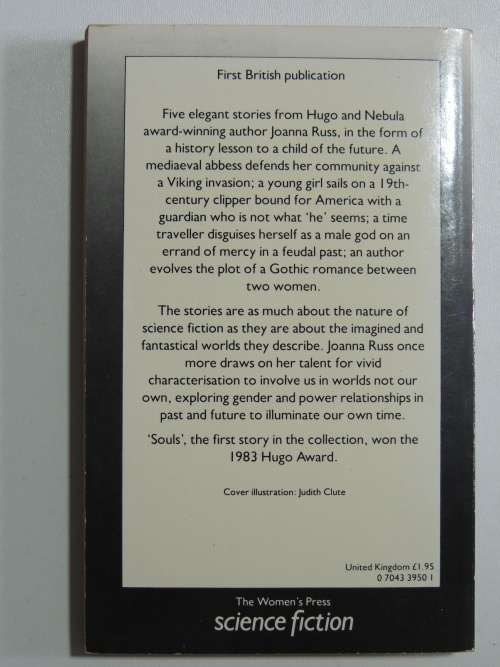 First British publication
Five elegant stories from Hugo and Nebula
award-winning author Joanna Russ, in the form of
a history lesson to a child of the future. A
mediaeval abbess defends her community against
a Viking invasion; a young girl sails on a 19th-
century clipper bound for America with a
guardian who is not what ‘he’ seems; a time
traveller disguises herself as a male god on an
errand of mercy in a feudal past; an author
evolves the plot of a Gothic romance between
two women.
The stories are as much about the nature of
science fiction as they are about the imagined and
fantastical worlds they describe. Joanna Russ once
more draws on her talent for vivid
characterisation to involve us in worlds not our
own, exploring gender and power relationships in
past and future to illuminate our own time.
‘Souls’, the first story in the collection, won the
1983 Hugo Award.
Cover illustration: Judith Clute
United Kingdom £1.95
0 7043 3950 1
The Women's Press
science fiction